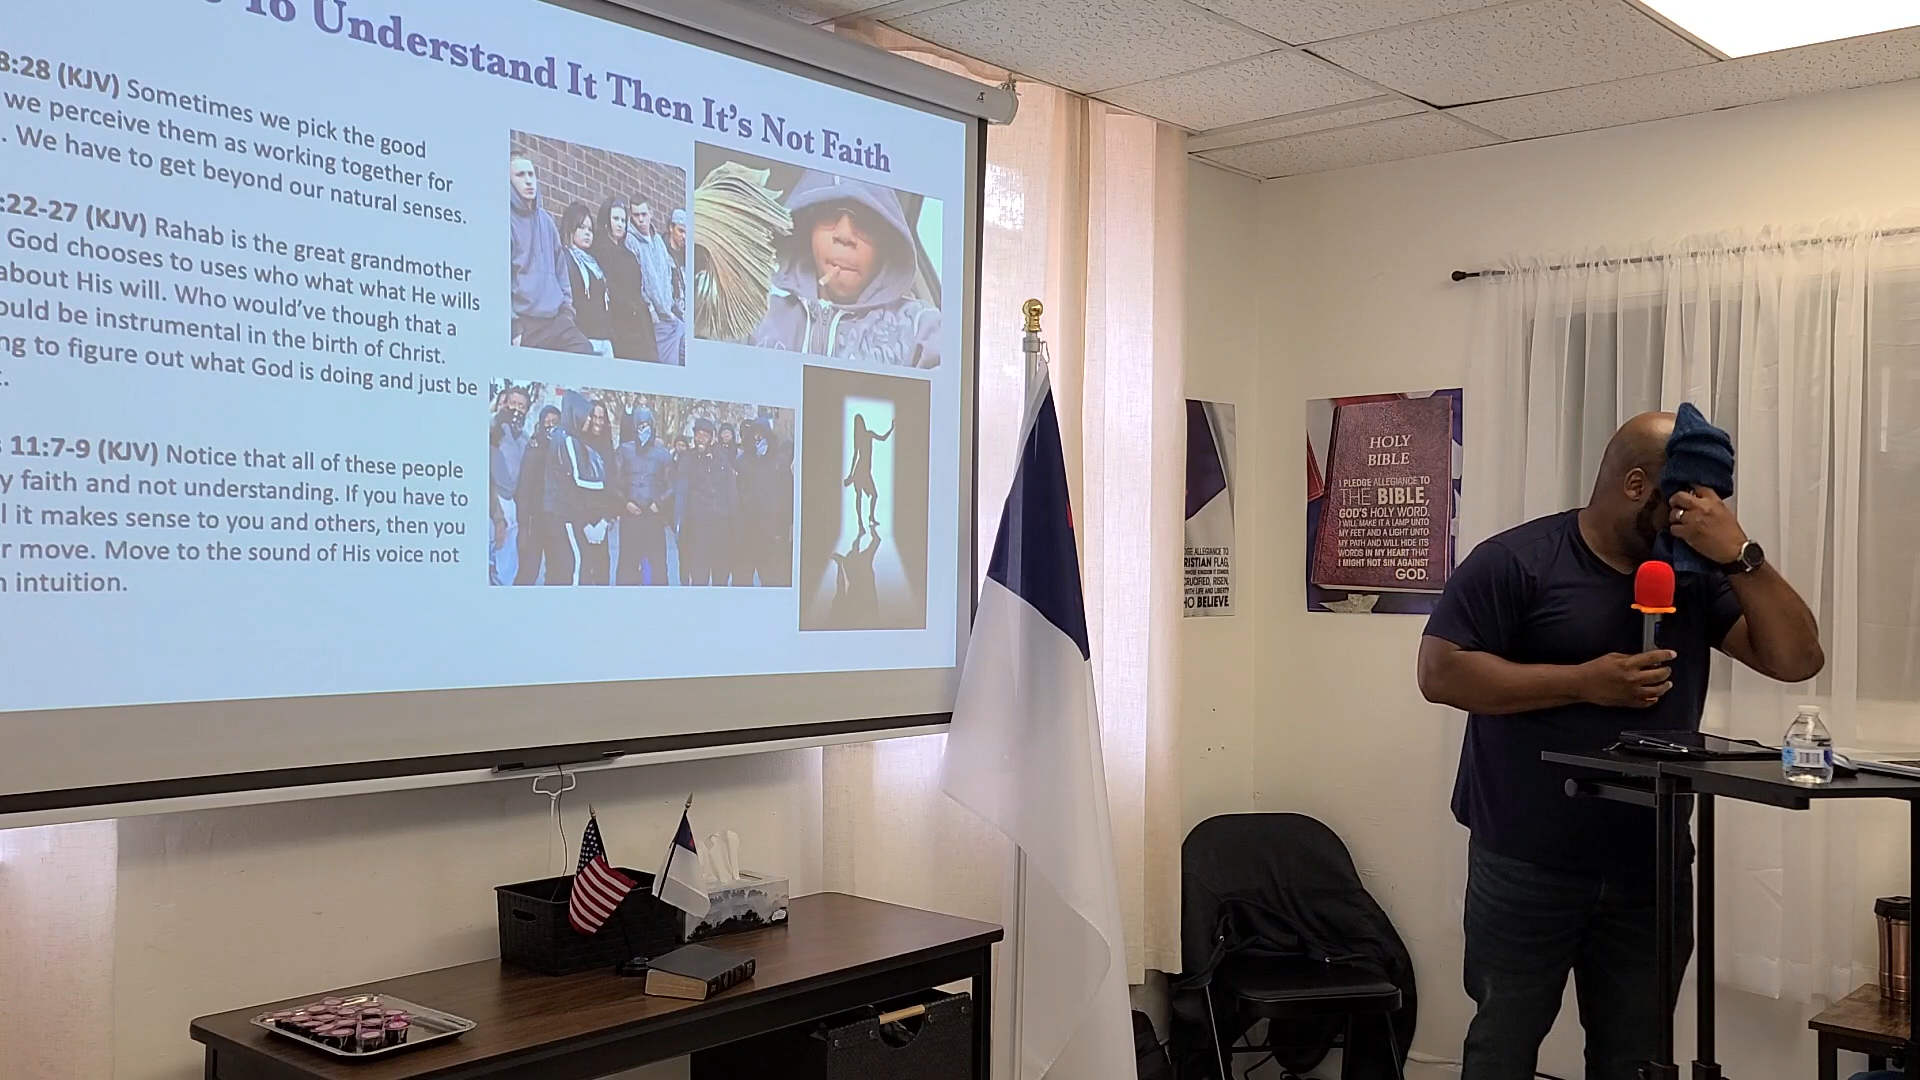 To Understand It Then It's Not Faith
8:28 (KJV) Sometimes we pick the good
we perceive them as working together for
. We have to get beyond our natural senses.
:22-27 (KJV) Rahab is the great grandmother
God chooses to uses who what what He wills
about His will. Who would've though that a
ould be instrumental in the birth of Christ.
ng to figure out what God is doing and just be
11:7-9 (KJV) Notice that all of these people
y faith and not understanding. If you have to
l it makes sense to you and others, then you
r move. Move to the sound of His voice not
n intuition.
GE ALLEGIANCE TO
RISTIAN FLAG,
CRUCIFIED, RISEN,
WITH LIFE AND LIBERTY
HO BELIEVE
HOLY
BIBLE
I PLEDGE ALLEGIANCE TO
THE BIBLE,
GOD'S HOLY WORD.
I WILL MAKE IT A LAMP UNTO
MY FEET AND A LIGHT UNTO
MY PATH AND WILL HIDE ITS
WORDS IN MY HEART THAT
I MIGHT NOT SIN AGAINST
GOD.